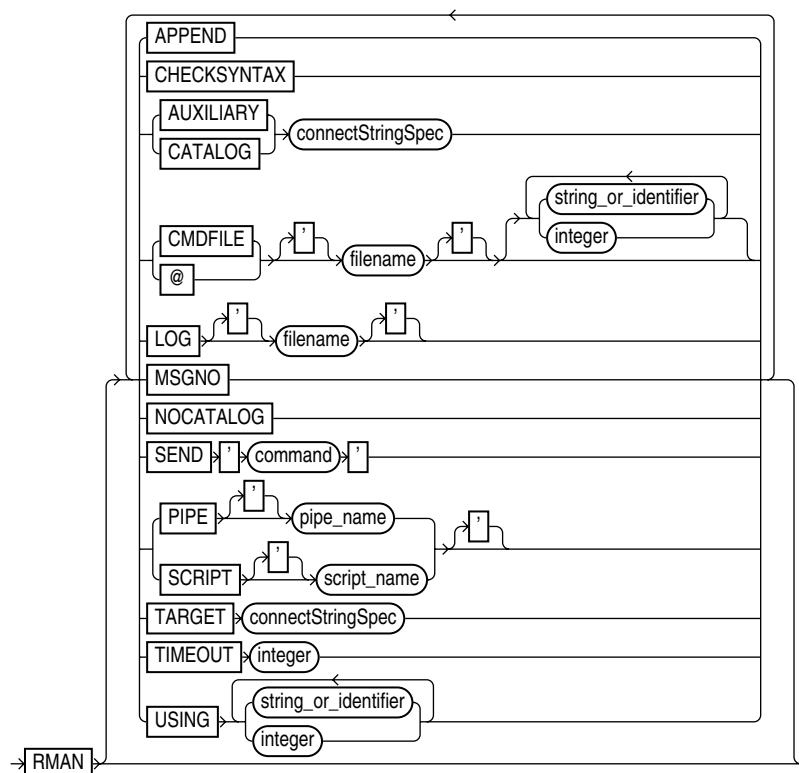 APPEND
CHECKSYNTAX
AUXILIARY
CATALOG
connectStringSpec
CMDFILE
@
'
filename
'
string_or_identifier
integer
LOG
'
filename
'
MSGNO
NOCATALOG
SEND ' command '
PIPE
'
pipe_name
SCRIPT
'
script_name
'
TARGET connectStringSpec
TIMEOUT integer
USING
string_or_identifier
integer
RMAN